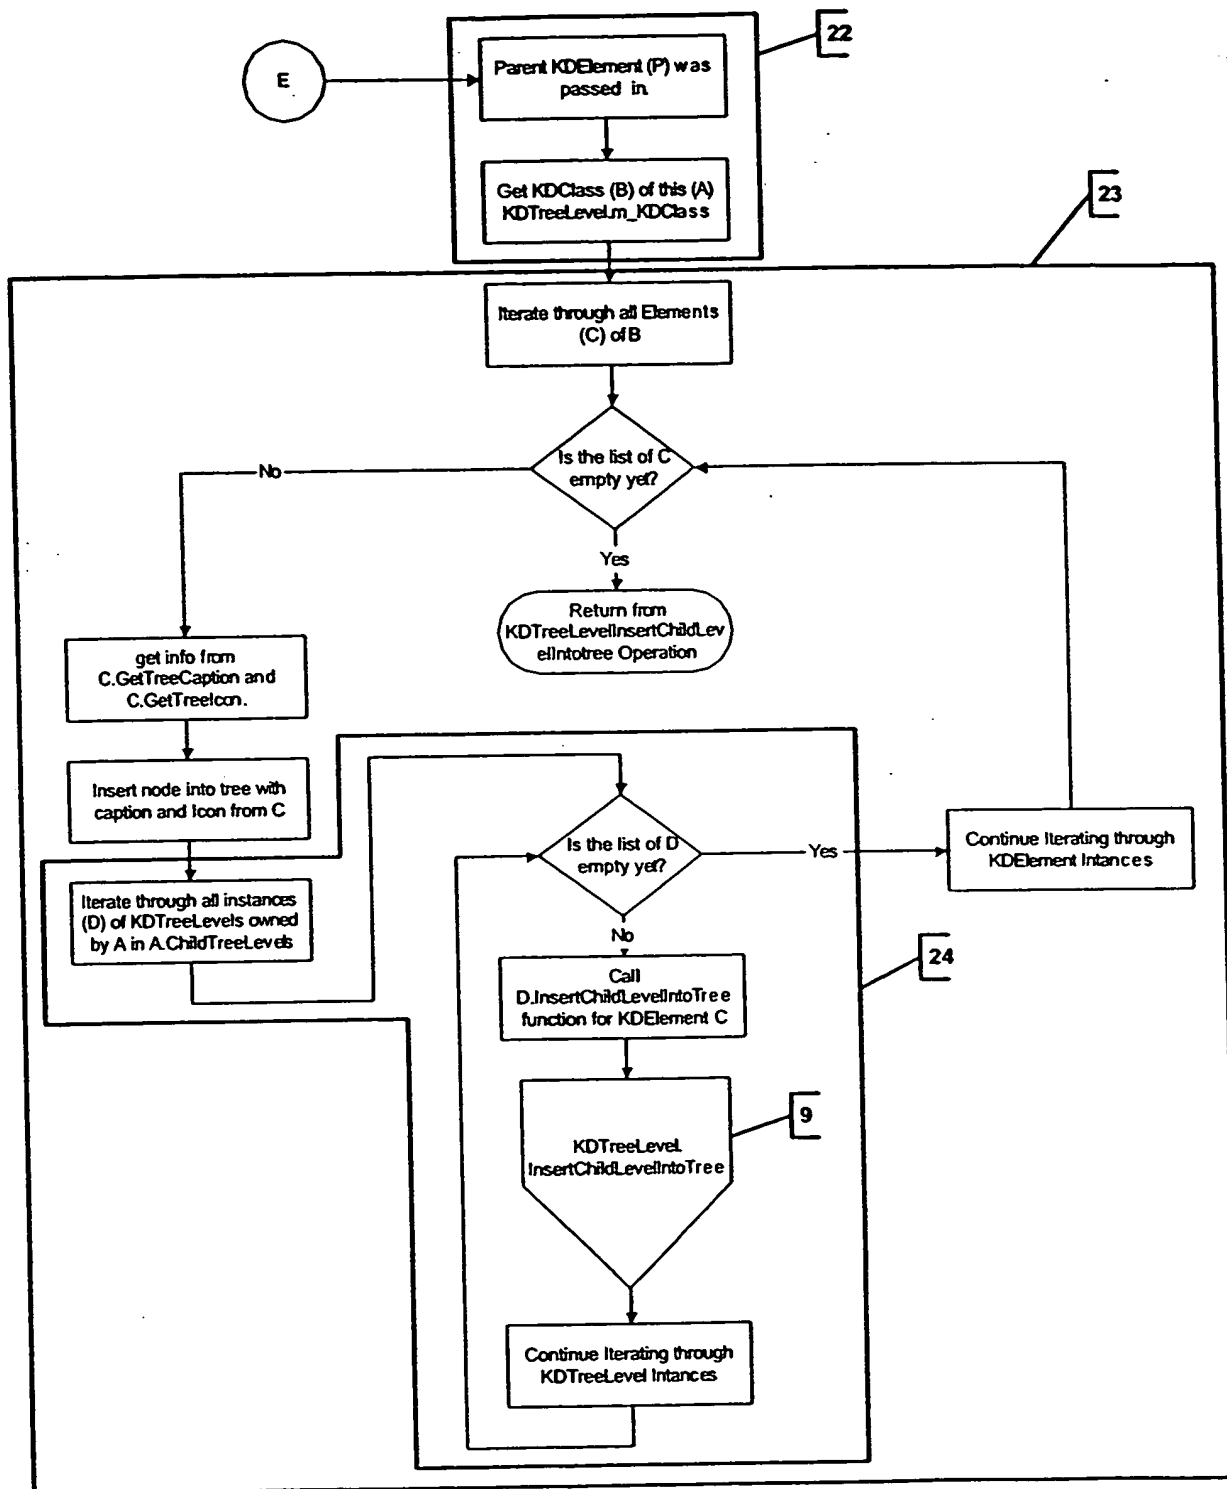 22
E
Parent KDElement (P) was
passed in.
Get KDClass (B) of this (A)
KDTreeLevel.m_KDClass
23
Iterate through all Elements
(C) of B
Is the list of C
empty yet?
No
Yes
Return from
KDTreeLevelInsertChildLev
elIntotree Operation
get info from
C.GetTreeCaption and
C.GetTreeIcon.
Insert node into tree with
caption and Icon from C
Is the list of D
empty yet?
Yes
Continue Iterating through
KDElement Intances
Iterate through all instances
(D) of KDTreeLevels owned
by A in A.ChildTreeLevels
No
24
Call
D.InsertChildLevelIntoTree
function for KDElement C
9
KDTreeLevel.
InsertChildLevelIntoTree
Continue Iterating through
KDTreeLevel Intances